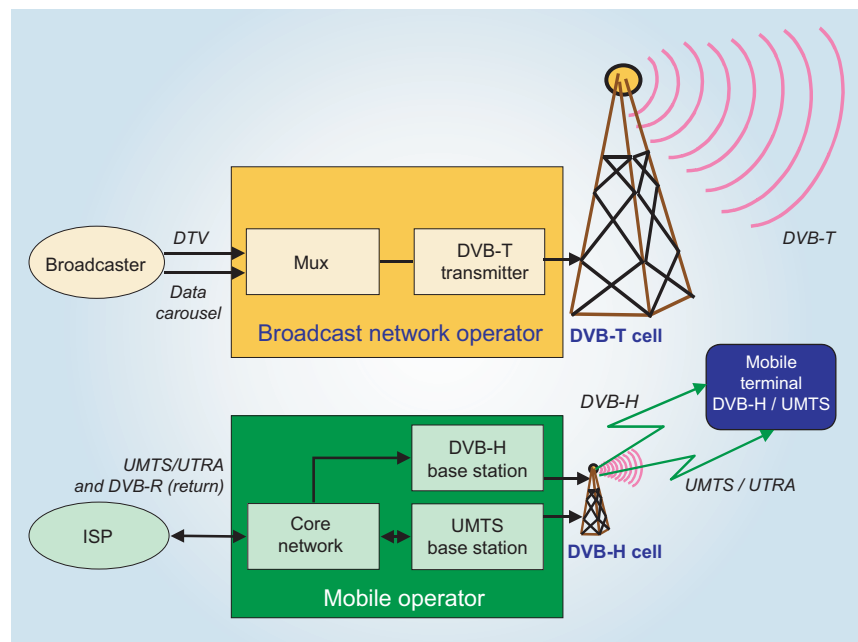 DTV
Broadcaster
Data
carousel
Mux
DVB-T
transmitter
Broadcast network operator
DVB-T cell
DVB-T
Mobile
terminal
DVB-H / UMTS
DVB-H
UMTS / UTRA
UMTS/UTRA
and DVB-R (return)
ISP
Core
network
DVB-H
base station
UMTS
base station
DVB-H cell
Mobile operator